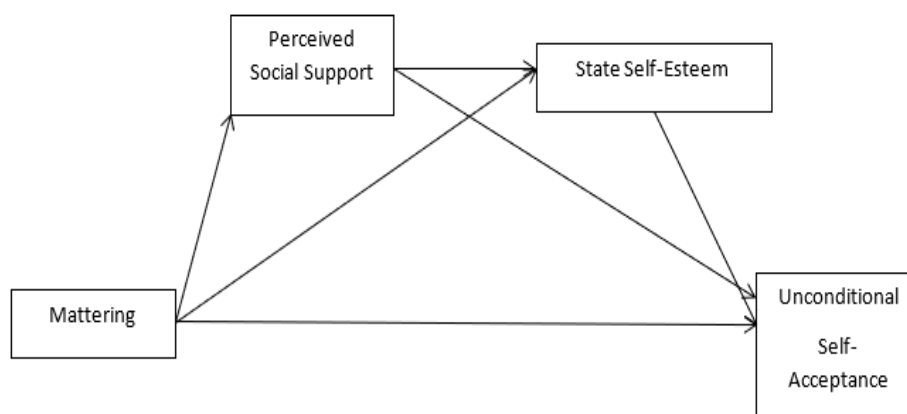 Perceived
Social Support
State Self-Esteem
Mattering
Unconditional
Self-
Acceptance